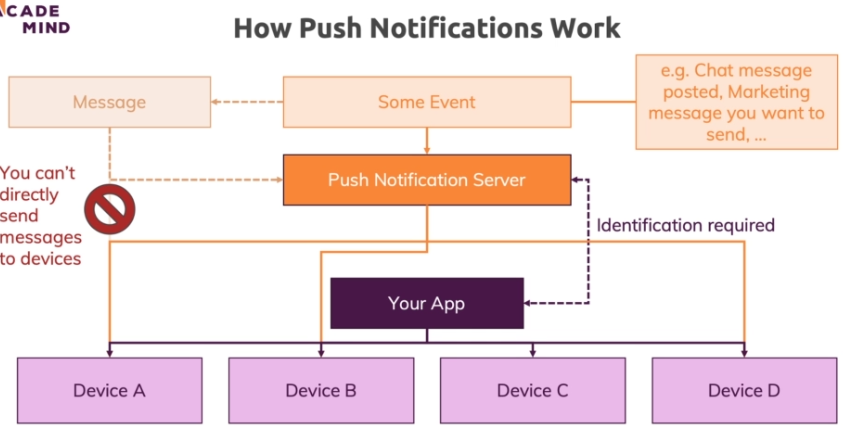 ACADE
MIND
How Push Notifications Work
Message
Some Event
e.g. Chat message
posted, Marketing
message you want to
send, ...
You can't
directly
send
messages
to devices
Push Notification Server
Identification required
Your App
Device A
Device B
Device C
Device D